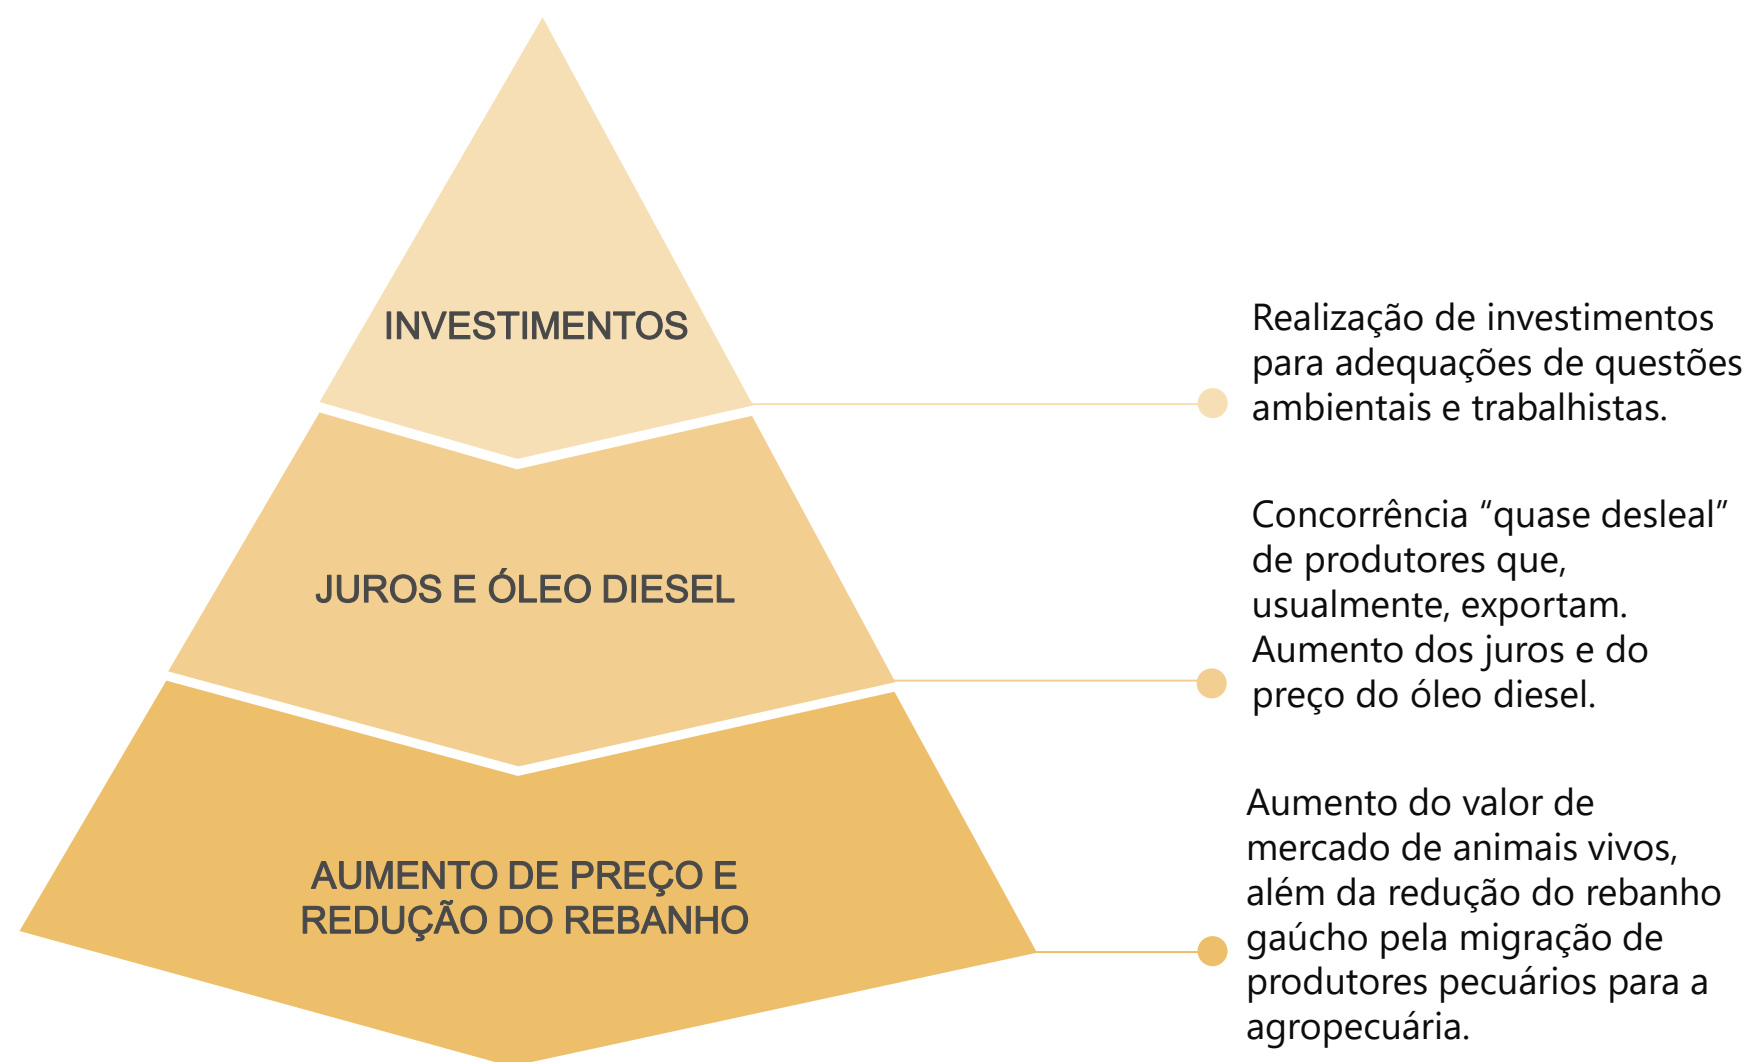 INVESTIMENTOS
Realização de investimentos
para adequações de questões
ambientais e trabalhistas.
JUROS E ÓLEO DIESEL
Concorrência “quase desleal”
de produtores que,
usualmente, exportam.
Aumento dos juros e do
preço do óleo diesel.
AUMENTO DE PREÇO E
REDUÇÃO DO REBANHO
Aumento do valor de
mercado de animais vivos,
além da redução do rebanho
gaúcho pela migração de
produtores pecuários para a
agropecuária.